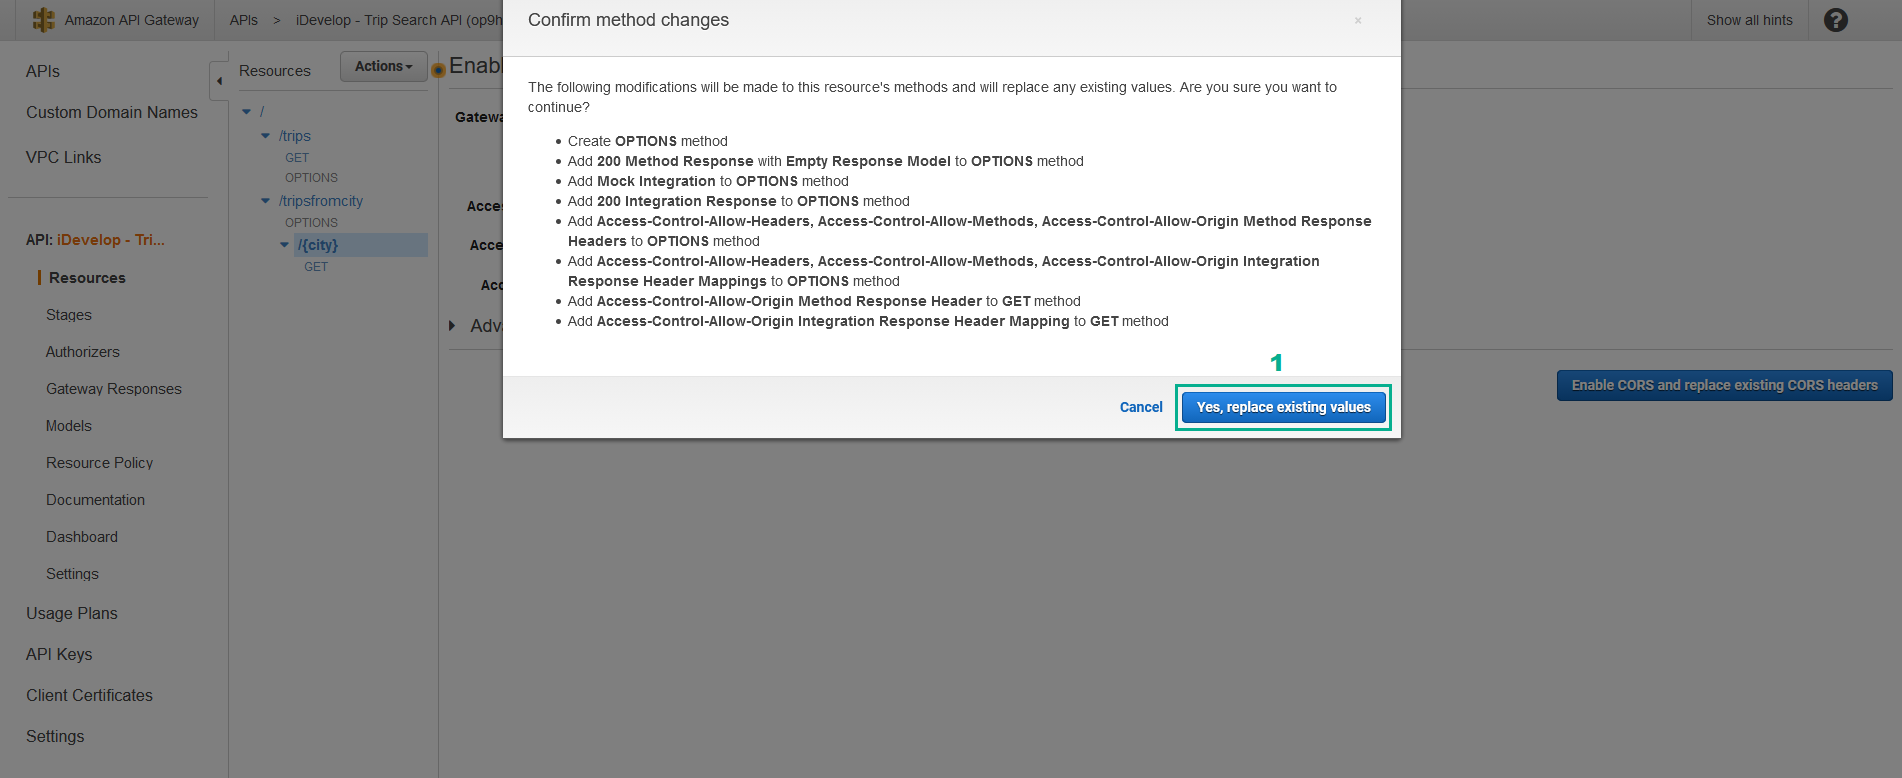 Amazon API Gateway
APIs > iDevelop - Trip Search API (op9h
Show all hints
?
APIs
Custom Domain Names
VPC Links
API: iDevelop - Tri...
Resources
Stages
Authorizers
Gateway Responses
Models
Resource Policy
Documentation
Dashboard
Settings
Usage Plans
API Keys
Client Certificates
Settings
Resources
Actions
/
/trips
GET
OPTIONS
/tripsfromcity
OPTIONS
/{city}
GET
Enabl
Gatewa
Acces
Acce
Acc
Adva
Confirm method changes
×
The following modifications will be made to this resource's methods and will replace any existing values. Are you sure you want to
continue?
Create OPTIONS method
Add 200 Method Response with Empty Response Model to OPTIONS method
Add Mock Integration to OPTIONS method
Add 200 Integration Response to OPTIONS method
Add Access-Control-Allow-Headers, Access-Control-Allow-Methods, Access-Control-Allow-Origin Method Response
Headers to OPTIONS method
Add Access-Control-Allow-Headers, Access-Control-Allow-Methods, Access-Control-Allow-Origin Integration
Response Header Mappings to OPTIONS method
Add Access-Control-Allow-Origin Method Response Header to GET method
Add Access-Control-Allow-Origin Integration Response Header Mapping to GET method
1
Cancel
Yes, replace existing values
Enable CORS and replace existing CORS headers